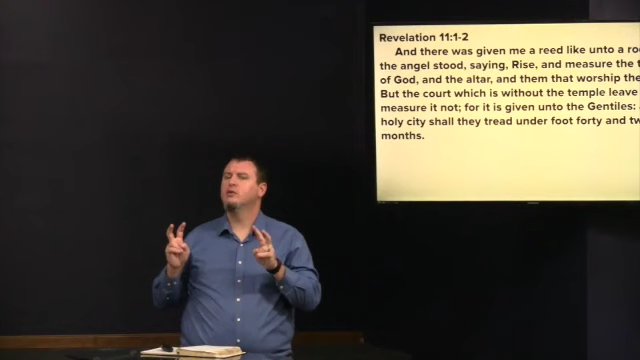 Revelation 11:1-2
And there was given me a reed like unto a
the angel stood, saying, Rise, and measure the
of God, and the altar, and them that worship
But the court which is without the temple leave
measure it not; for it is given unto the Gentiles:
holy city shall they tread under foot forty and
months.